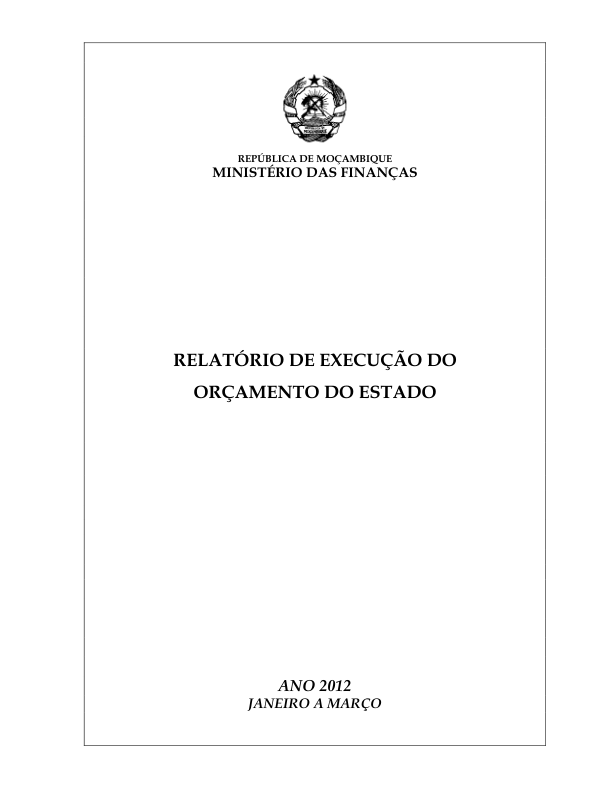 REPÚBLICA DE MOÇAMBIQUE
MINISTÉRIO DAS FINANÇAS
RELATÓRIO DE EXECUÇÃO DO
ORÇAMENTO DO ESTADO
ANO 2012
JANEIRO A MARÇO